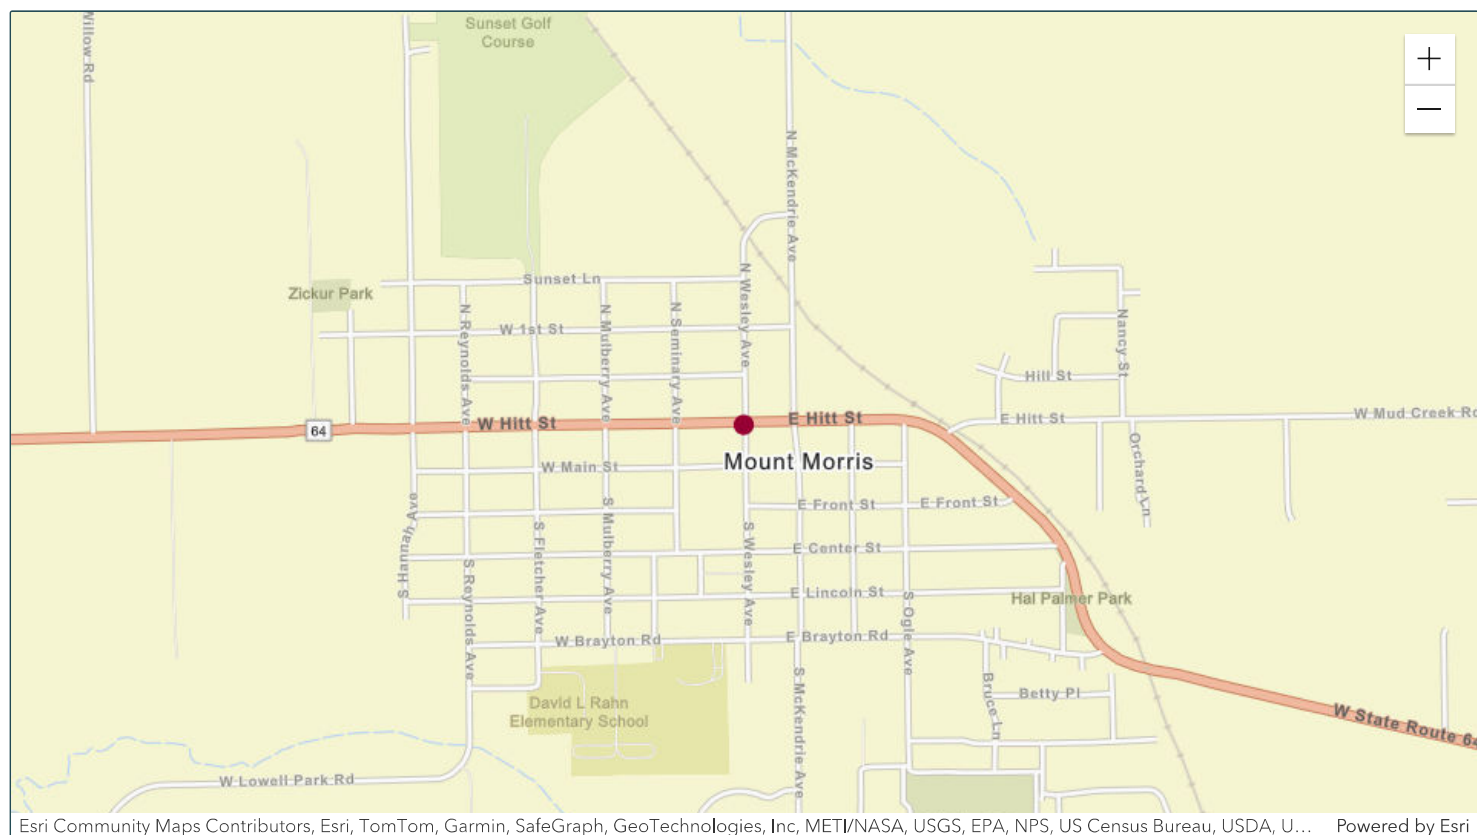 Willow Rd
Sunset Golf
Course
N McKendrie Ave
Zickur Park
Sunset Ln
N Wesley Ave
N Reynolds Ave
W 1st St
N Mulberry Ave
N Seminary Ave
Nancy St
Hill St
W Hitt St
E Hitt St
E Hitt St
W Mud Creek Rd
64
Mount Morris
W Main St
Orchard Ln
S Hannah Ave
E Front St
E Front St
S Fletcher Ave
S Mulberry Ave
S Wesley Ave
E Center St
S Reynolds Ave
E Lincoln St
S Ogle Ave
Hal Palmer Park
W Brayton Rd
E Brayton Rd
S McKendrie Ave
Bruce Ln
Betty Pl
David L Rahn
Elementary School
W State Route 64
W Lowell Park Rd
Esri Community Maps Contributors, Esri, TomTom, Garmin, SafeGraph, GeoTechnologies, Inc, METI/NASA, USGS, EPA, NPS, US Census Bureau, USDA, U... Powered by Esri